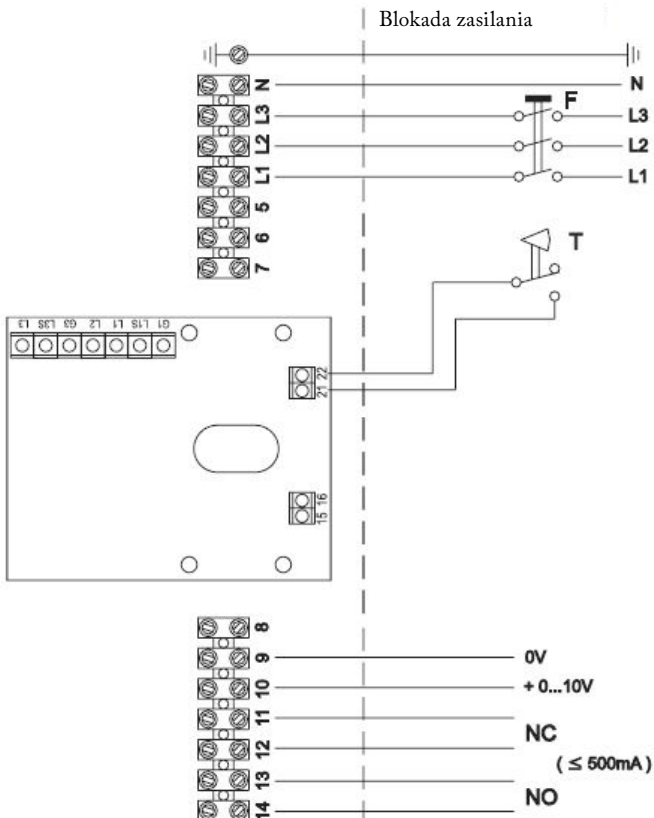 Blokada zasilania
N N
L3 F L3
L2 L2
L1 L1
5
6
7
T
L3 L3S G3 L2 L1 L1S G1
22
21
16
15
8
9 0V
10 + 0...10V
11
NC
12
( ≤ 500mA )
13
NO
14